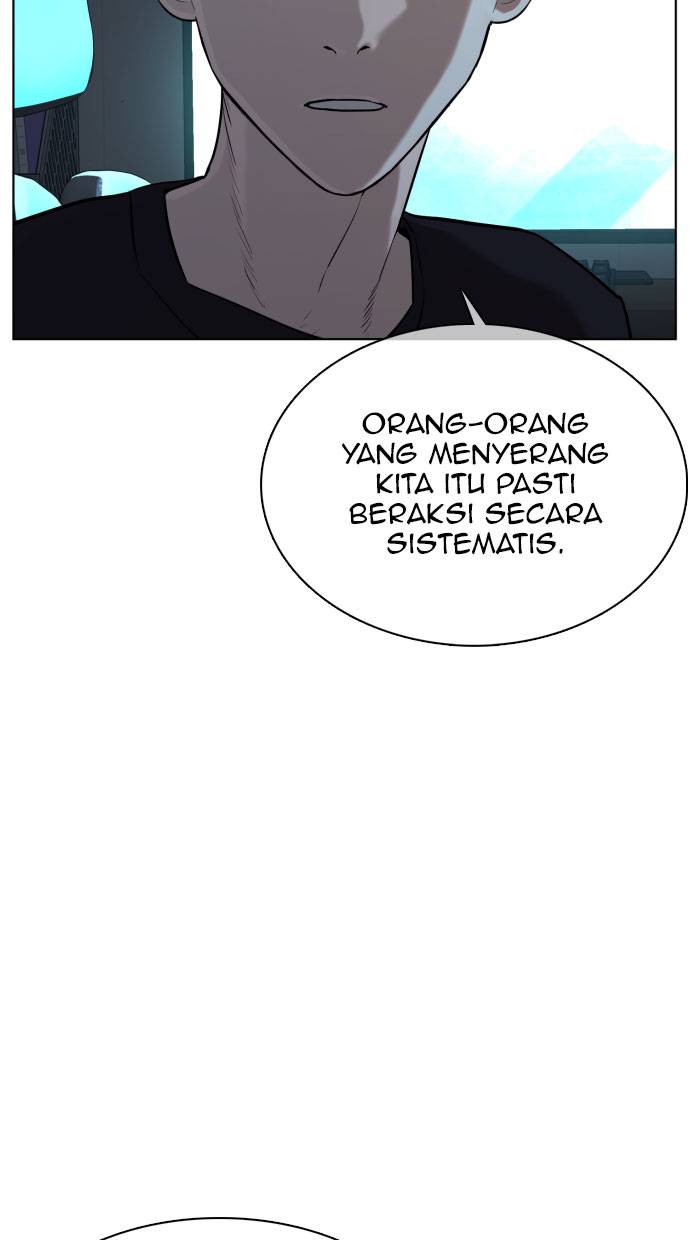 ORANG-ORANG
YANG MENYERANG
KITA ITU PASTI
BERAKSI SECARA
SISTEMATIS.